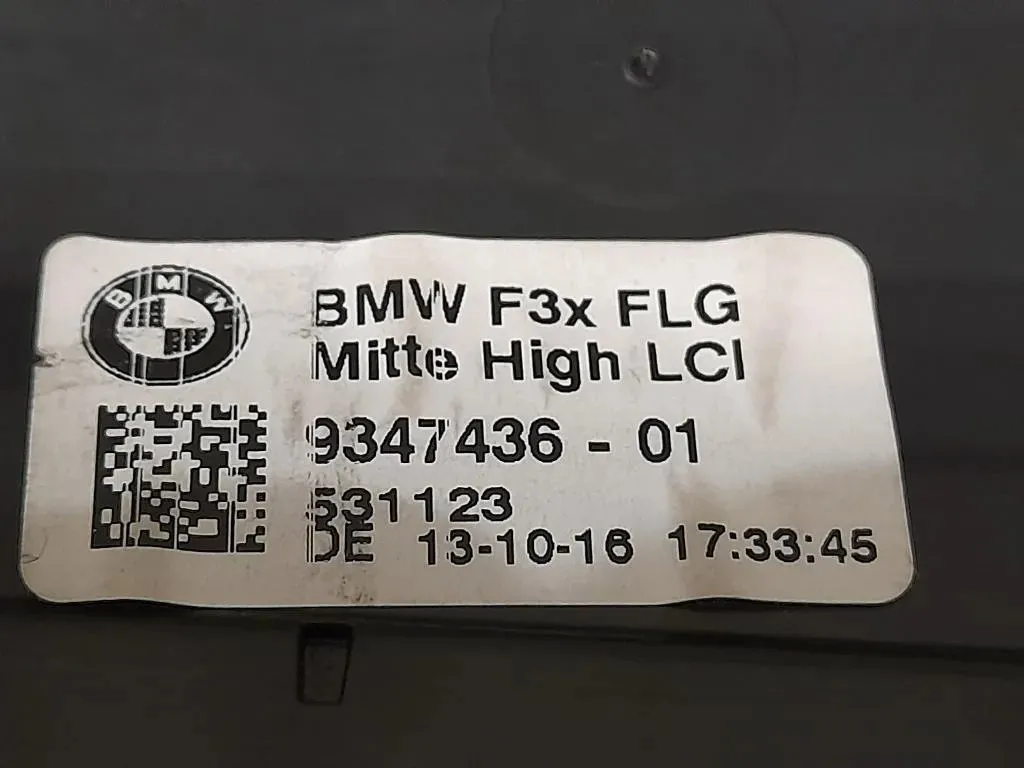 BMW
BMW F3x FLG
Mitte High LCI
9347436 - 01
531123
DE 13-10-16 17:33:45